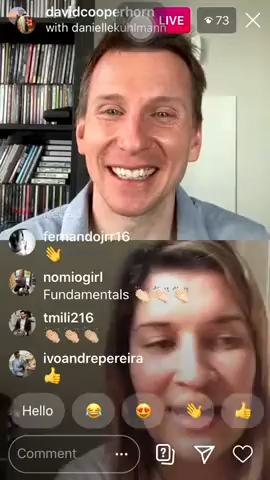 davidcooperhorn
with daniellekuhlmann
LIVE
73
fernandojrr16
👋
nomiogirl
Fundamentals 👏🏻👏🏻👏🏻
tmili216
👏🏻👏🏻👏🏻
ivoandrepereira
👍
Hello 😂 😍 👋 👍
Comment